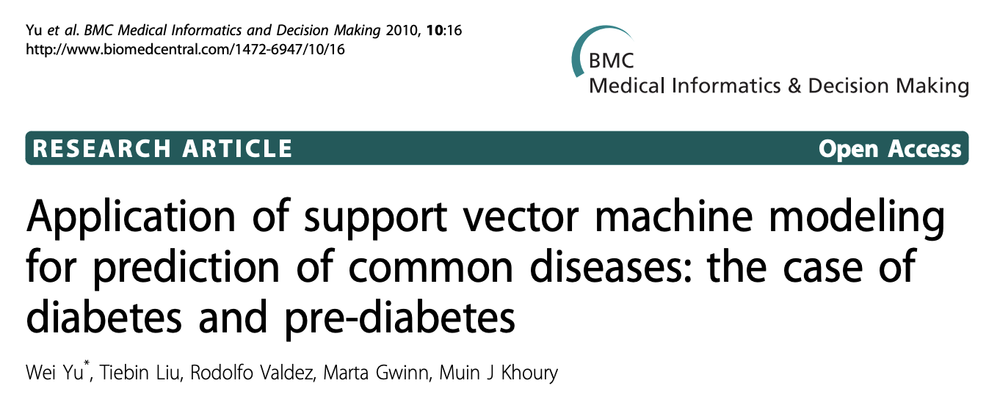 Yu et al. BMC Medical Informatics and Decision Making 2010, 10:16
http://www.biomedcentral.com/1472-6947/10/16
BMC
Medical Informatics & Decision Making
RESEARCH ARTICLE Open Access
Application of support vector machine modeling
for prediction of common diseases: the case of
diabetes and pre-diabetes
Wei Yu*, Tiebin Liu, Rodolfo Valdez, Marta Gwinn, Muin J Khoury